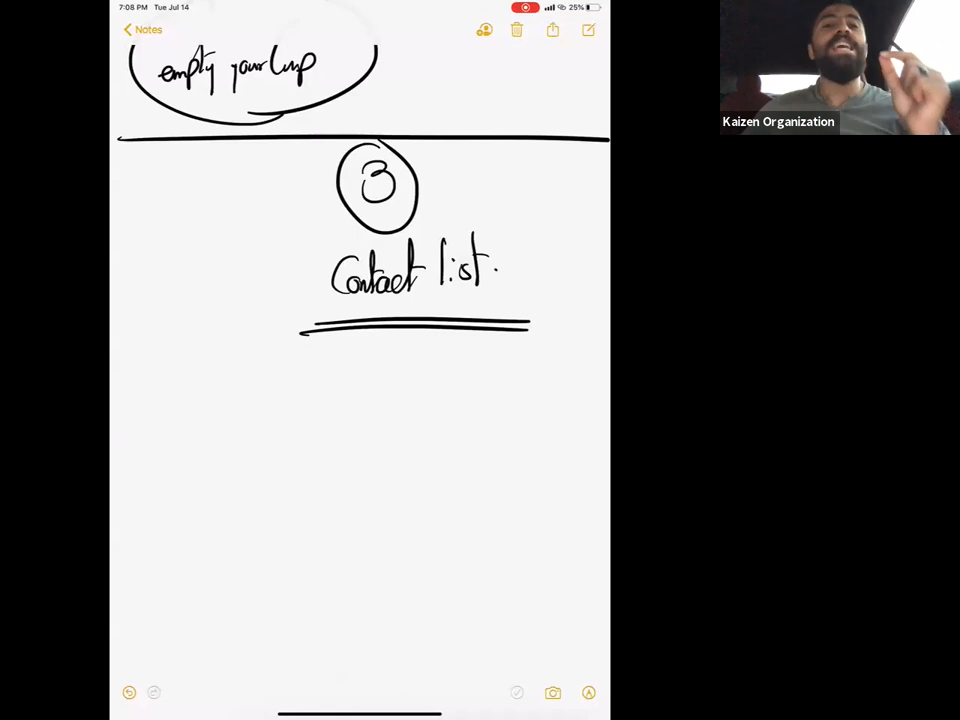 7:08 PM Tue Jul 14
25%
Notes
empty your cup
3
Contact list.
Kaizen Organization